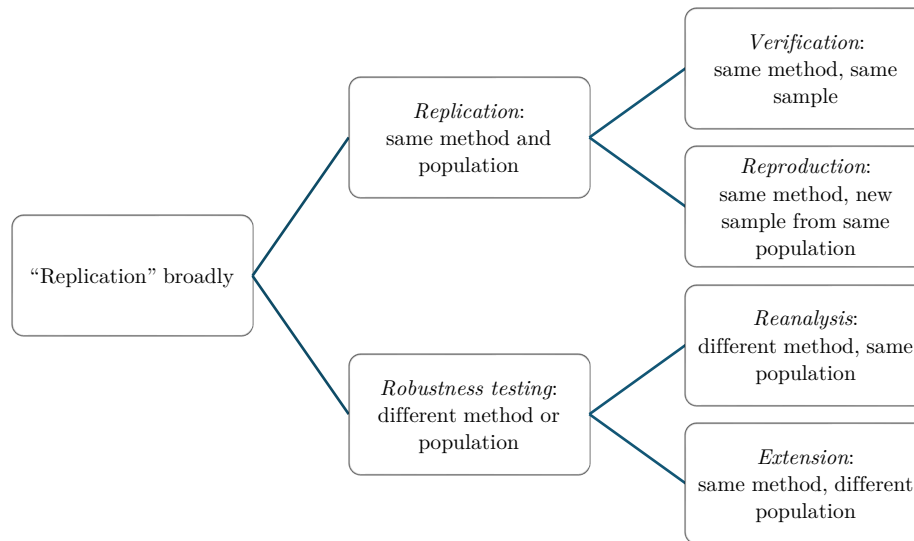 “Replication” broadly
Replication:
same method and
population
Robustness testing:
different method or
population
Verification:
same method, same
sample
Reproduction:
same method, new
sample from same
population
Reanalysis:
different method, same
population
Extension:
same method, different
population